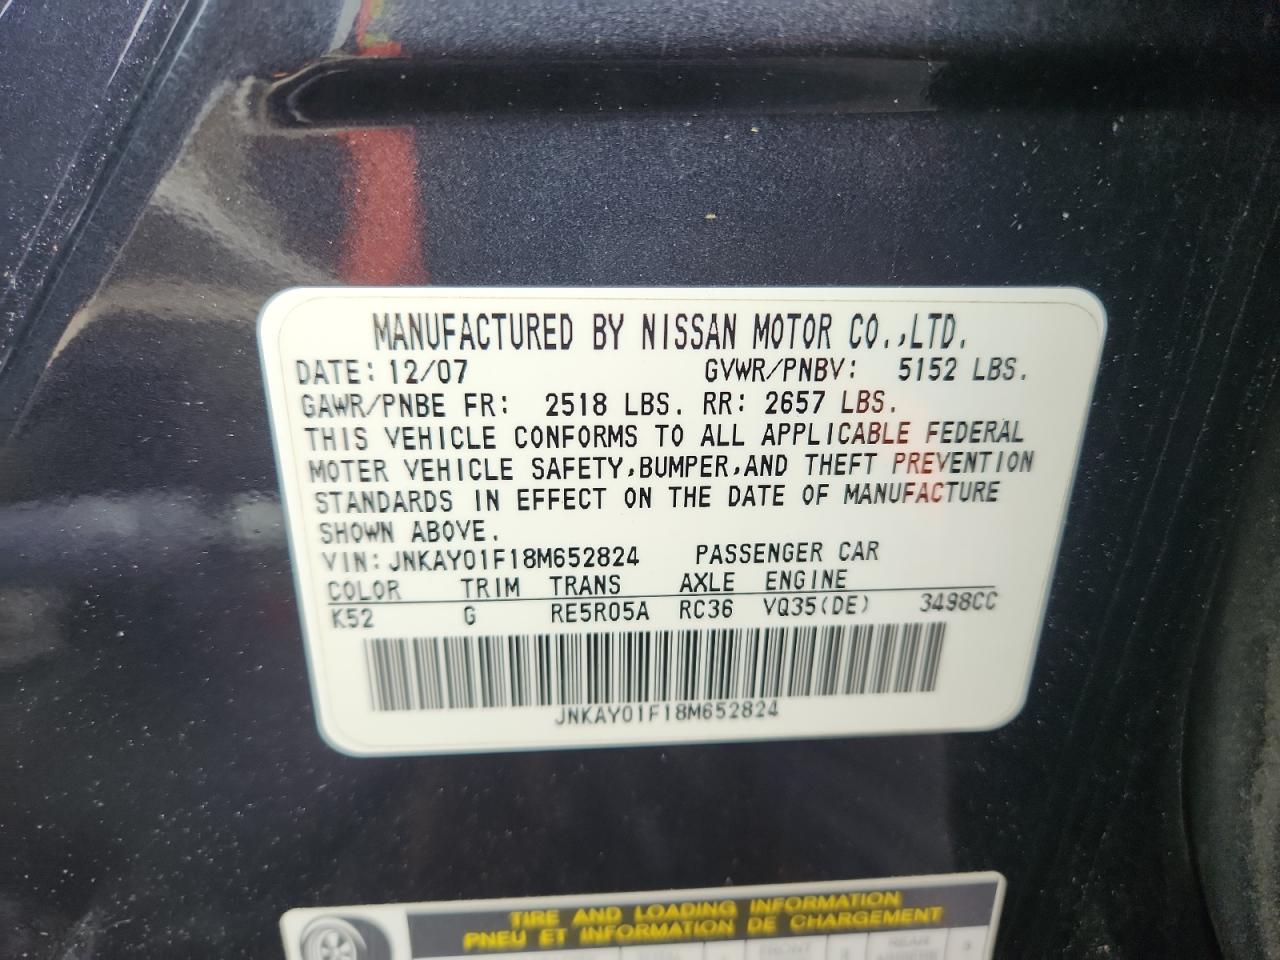 MANUFACTURED BY NISSAN MOTOR CO.,LTD.
DATE: 12/07 GVWR/PNBV: 5152 LBS.
GAWR/PNBE FR: 2518 LBS. RR: 2657 LBS.
THIS VEHICLE CONFORMS TO ALL APPLICABLE FEDERAL
MOTER VEHICLE SAFETY,BUMPER,AND THEFT PREVENTION
STANDARDS IN EFFECT ON THE DATE OF MANUFACTURE
SHOWN ABOVE.
VIN: JNKAY01F18M652824 PASSENGER CAR
COLOR TRIM TRANS AXLE ENGINE
K52 G RE5R05A RC36 VQ35(DE) 3498CC
JNKAY01F18M652824
TIRE AND LOADING INFORMATION
PNEU ET INFORMATION DE CHARGEMENT
FRONT REAR